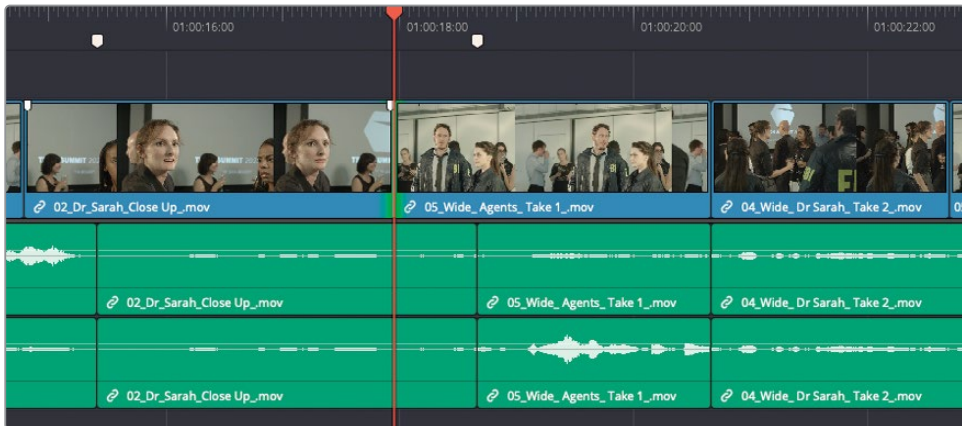 01:00:16:00
01:00:18:00
01:00:20:00
01:00:22:00
02_Dr_Sarah_Close Up_.mov
05_Wide_ Agents_ Take 1_.mov
04_Wide_ Dr Sarah_ Take 2_.mov
02_Dr_Sarah_Close Up_.mov
05_Wide_ Agents_ Take 1_.mov
04_Wide_ Dr Sarah_ Take 2_.mov
02_Dr_Sarah_Close Up_.mov
05_Wide_ Agents_ Take 1_.mov
04_Wide_ Dr Sarah_ Take 2_.mov